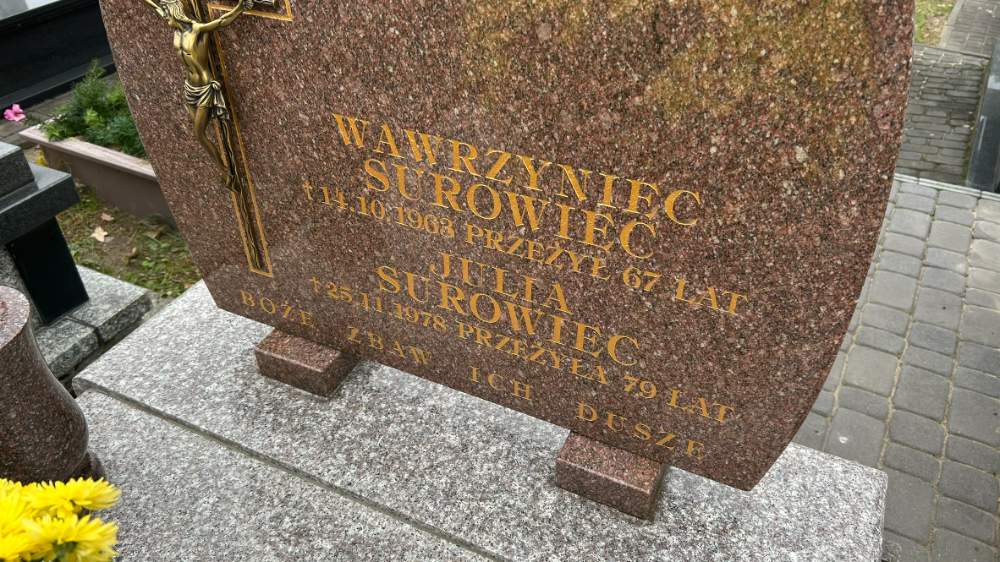 WAWRZYNIEC
SUROWIEC
† 14.10.1963 PRZEŻYŁ 67 LAT
JULIA
SUROWIEC
† 25.11.1978 PRZEŻYŁA 79 LAT
BOŻE ZBAW ICH DUSZE